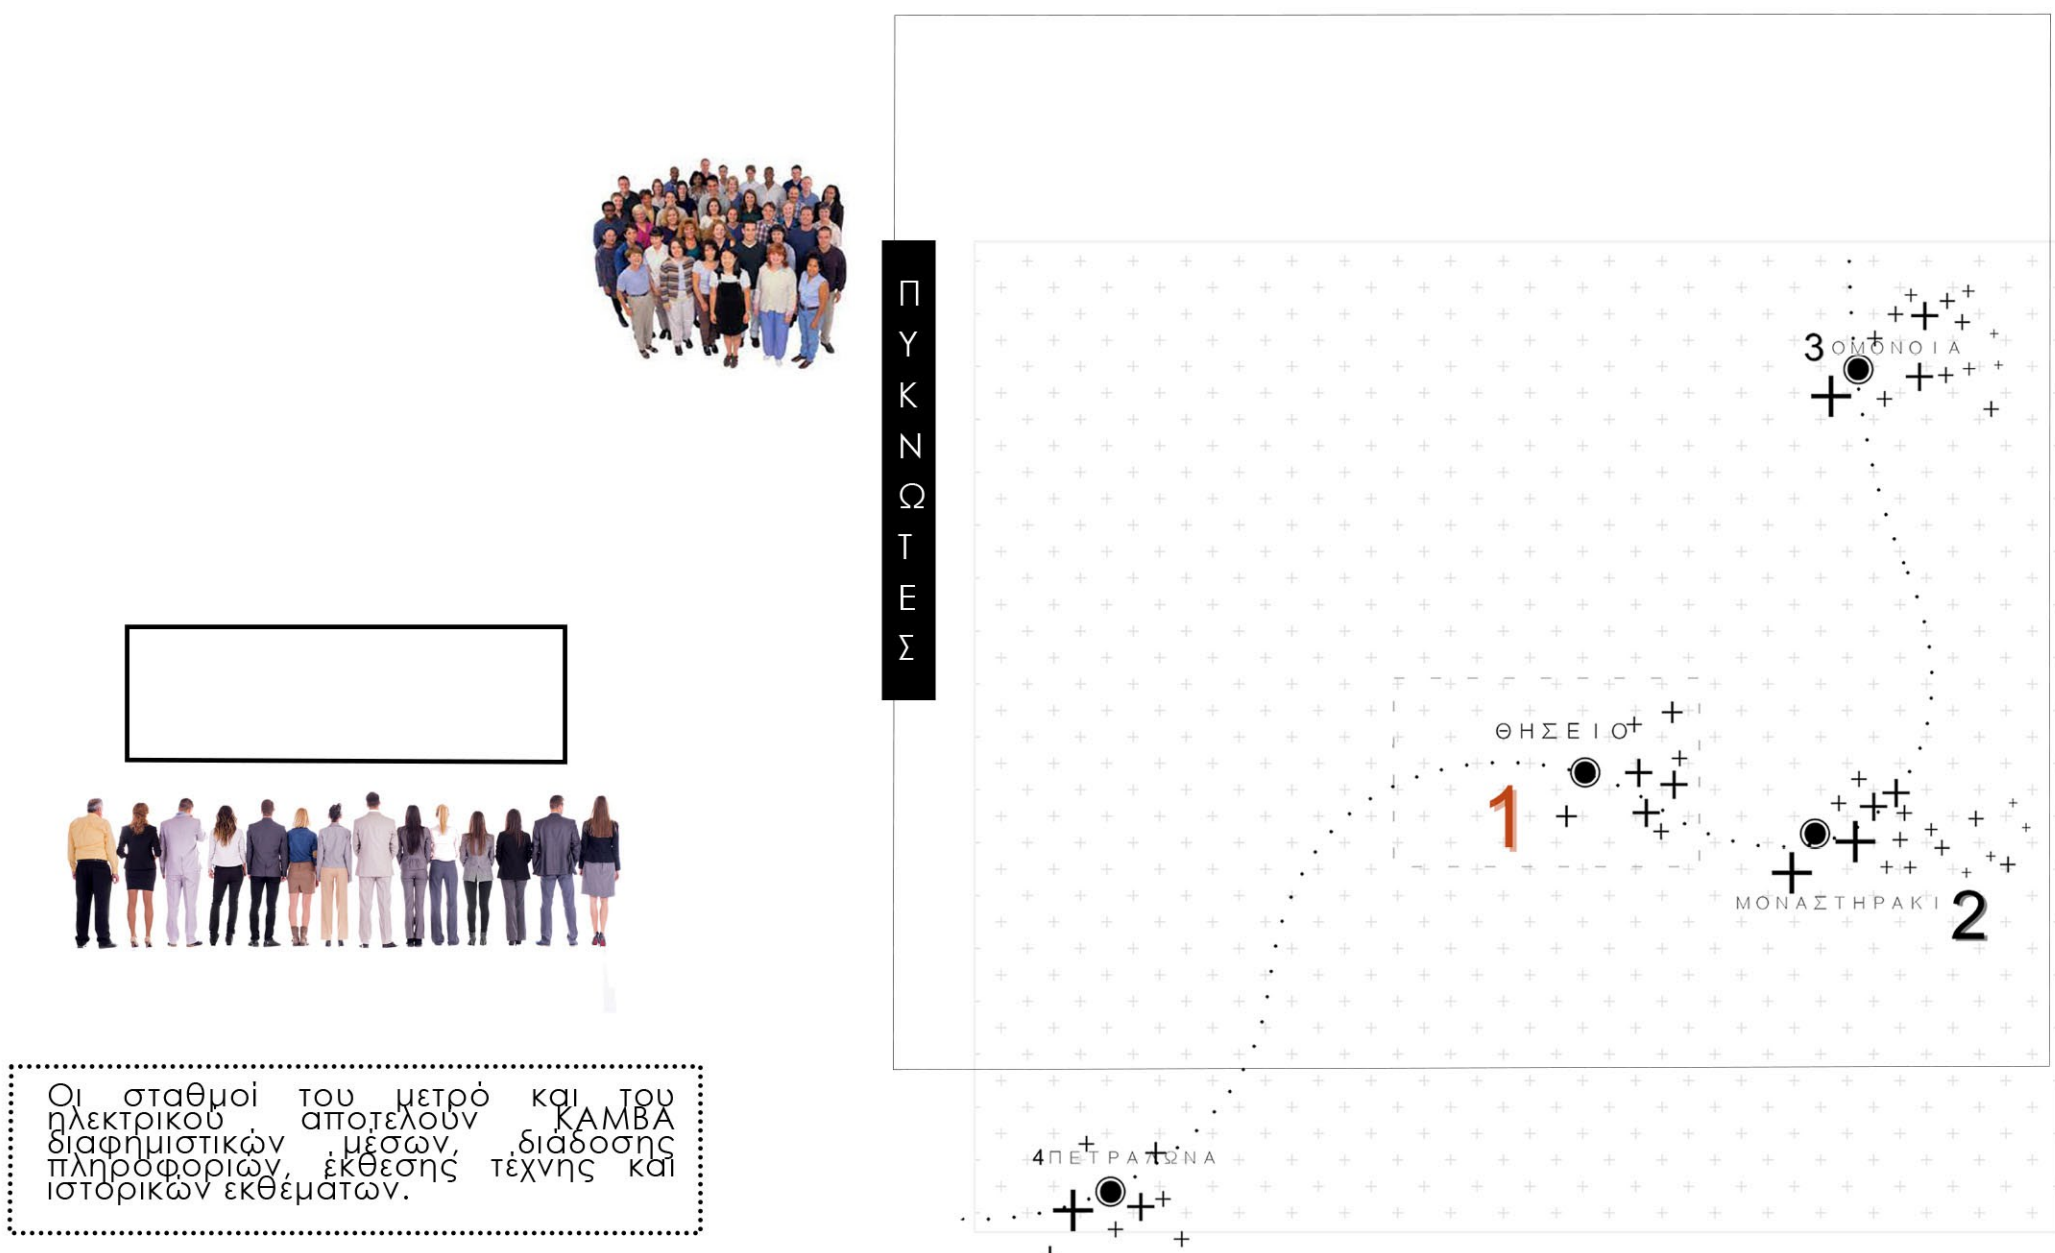 ΠΥΚΝΩΤΕΣ
3 ΟΜΟΝΟΙΑ
ΘΗΣΕΙΟ
1
ΜΟΝΑΣΤΗΡΑΚΙ 2
4 ΠΕΤΡΑΛΩΝΑ
Οι σταθμοί του μετρό και του
ηλεκτρικού αποτελούν ΚΑΜΒΑ
διαφημιστικών μέσων, διάδοσης
πληροφοριών, έκθεσης τέχνης και
ιστορικών εκθεμάτων.